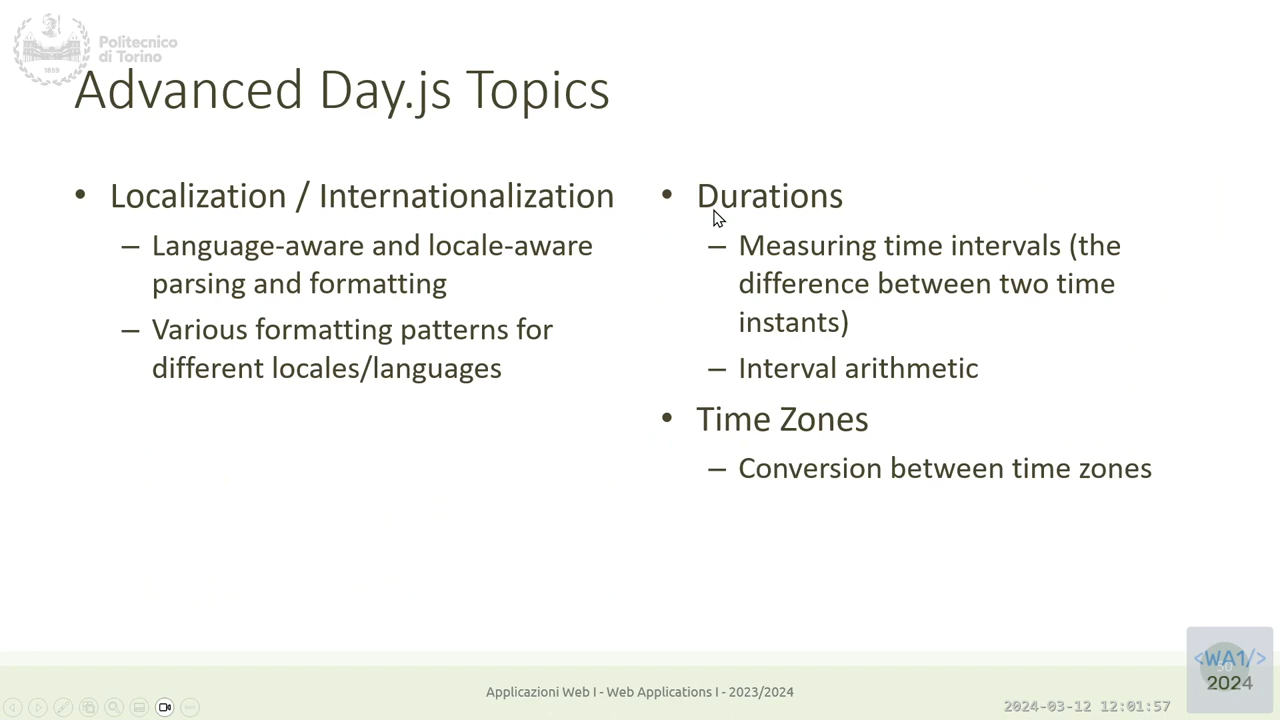 Politecnico
di Torino
1859
Advanced Day.js Topics
• Localization / Internationalization
– Language-aware and locale-aware
parsing and formatting
– Various formatting patterns for
different locales/languages
• Durations
– Measuring time intervals (the
difference between two time
instants)
– Interval arithmetic
• Time Zones
– Conversion between time zones
Applicazioni Web I - Web Applications I - 2023/2024
2024-03-12 12:01:57
<WA1/>
50
2024